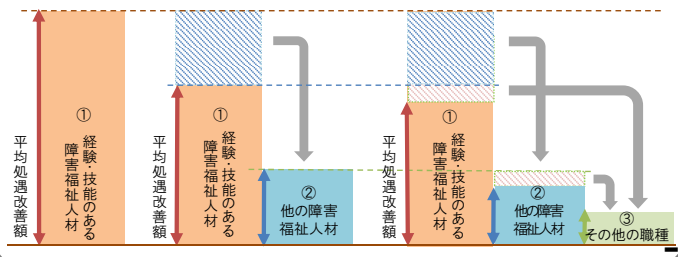 平均処遇改善額
①
経験・技能のある
障害福祉人材
平均処遇改善額
①
経験・技能のある
障害福祉人材
②
他の障害
福祉人材
平均処遇改善額
①
経験・技能のある
障害福祉人材
②
他の障害
福祉人材
③
その他の職種